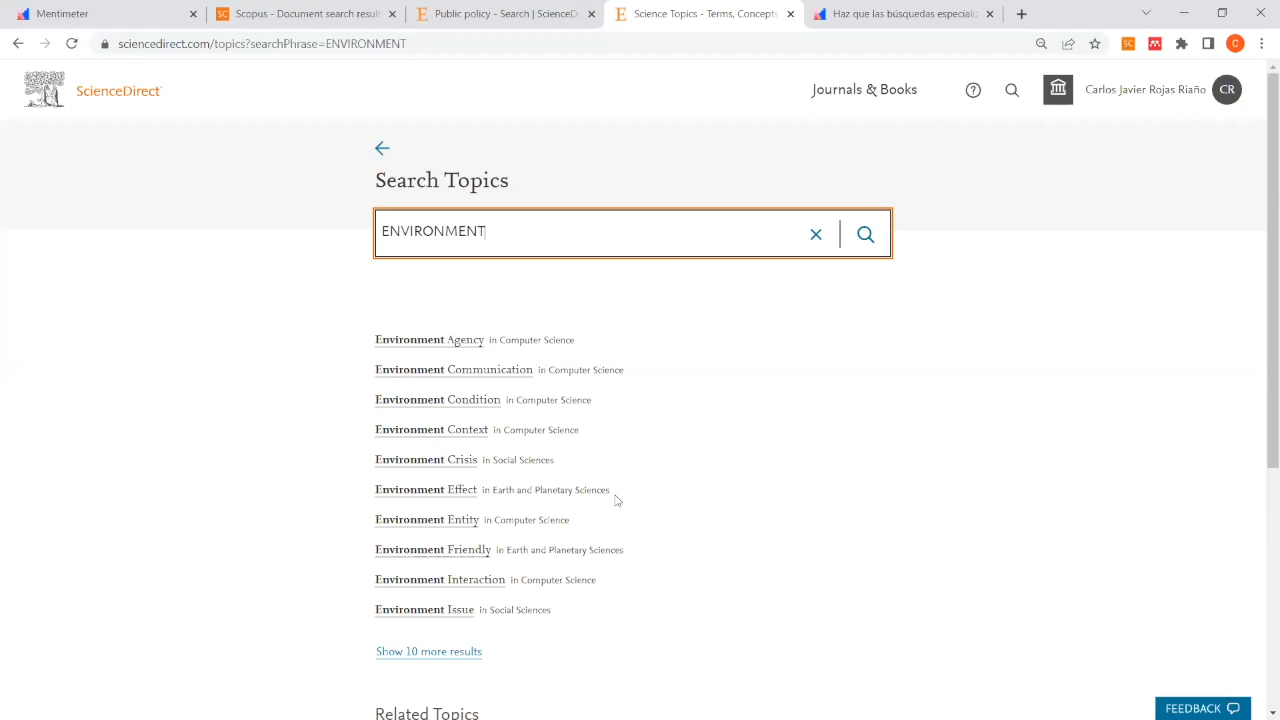 Mentimeter
Scopus - Document search result
Public policy - Search | ScienceD
Science Topics - Terms, Concepts
Haz que las búsquedas especializ
sciencedirect.com/topics?searchPhrase=ENVIRONMENT
ScienceDirect
Journals & Books
Carlos Javier Rojas Riaño
CR
Search Topics
ENVIRONMENT
Environment Agency in Computer Science
Environment Communication in Computer Science
Environment Condition in Computer Science
Environment Context in Computer Science
Environment Crisis in Social Sciences
Environment Effect in Earth and Planetary Sciences
Environment Entity in Computer Science
Environment Friendly in Earth and Planetary Sciences
Environment Interaction in Computer Science
Environment Issue in Social Sciences
Show 10 more results
Related Topics
FEEDBACK